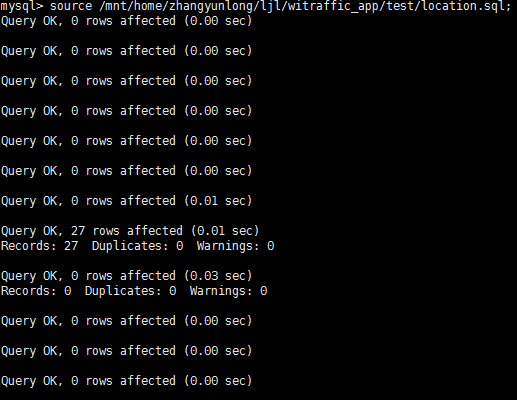 mysql> source /mnt/home/zhangyunlong/ljl/witraffic_app/test/location.sql;
Query OK, 0 rows affected (0.00 sec)
Query OK, 0 rows affected (0.00 sec)
Query OK, 0 rows affected (0.00 sec)
Query OK, 0 rows affected (0.00 sec)
Query OK, 0 rows affected (0.00 sec)
Query OK, 0 rows affected (0.00 sec)
Query OK, 0 rows affected (0.01 sec)
Query OK, 27 rows affected (0.01 sec)
Records: 27  Duplicates: 0  Warnings: 0
Query OK, 0 rows affected (0.03 sec)
Records: 0  Duplicates: 0  Warnings: 0
Query OK, 0 rows affected (0.00 sec)
Query OK, 0 rows affected (0.00 sec)
Query OK, 0 rows affected (0.00 sec)